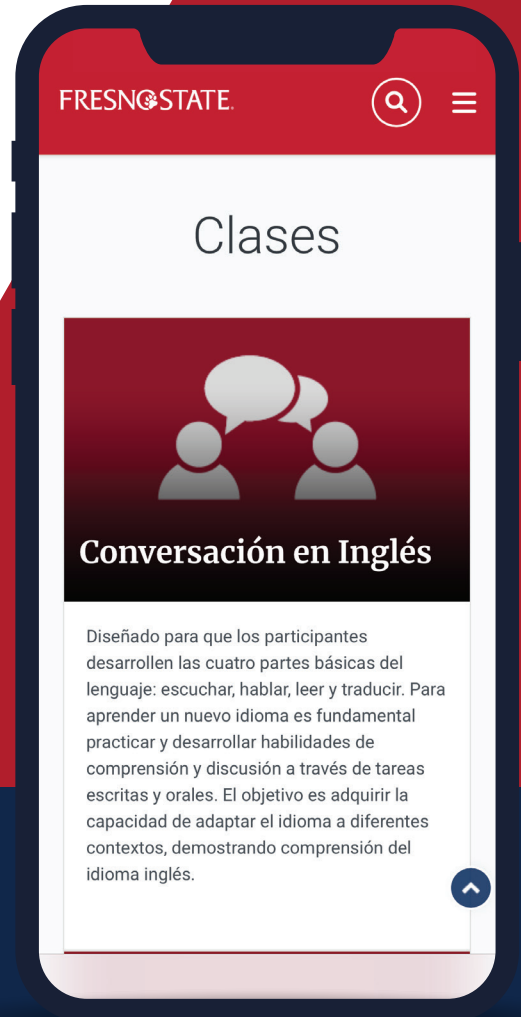 FRESNO STATE.
Clases
Conversación en Inglés
Diseñado para que los participantes
desarrollen las cuatro partes básicas del
lenguaje: escuchar, hablar, leer y traducir. Para
aprender un nuevo idioma es fundamental
practicar y desarrollar habilidades de
comprensión y discusión a través de tareas
escritas y orales. El objetivo es adquirir la
capacidad de adaptar el idioma a diferentes
contextos, demostrando comprensión del
idioma inglés.